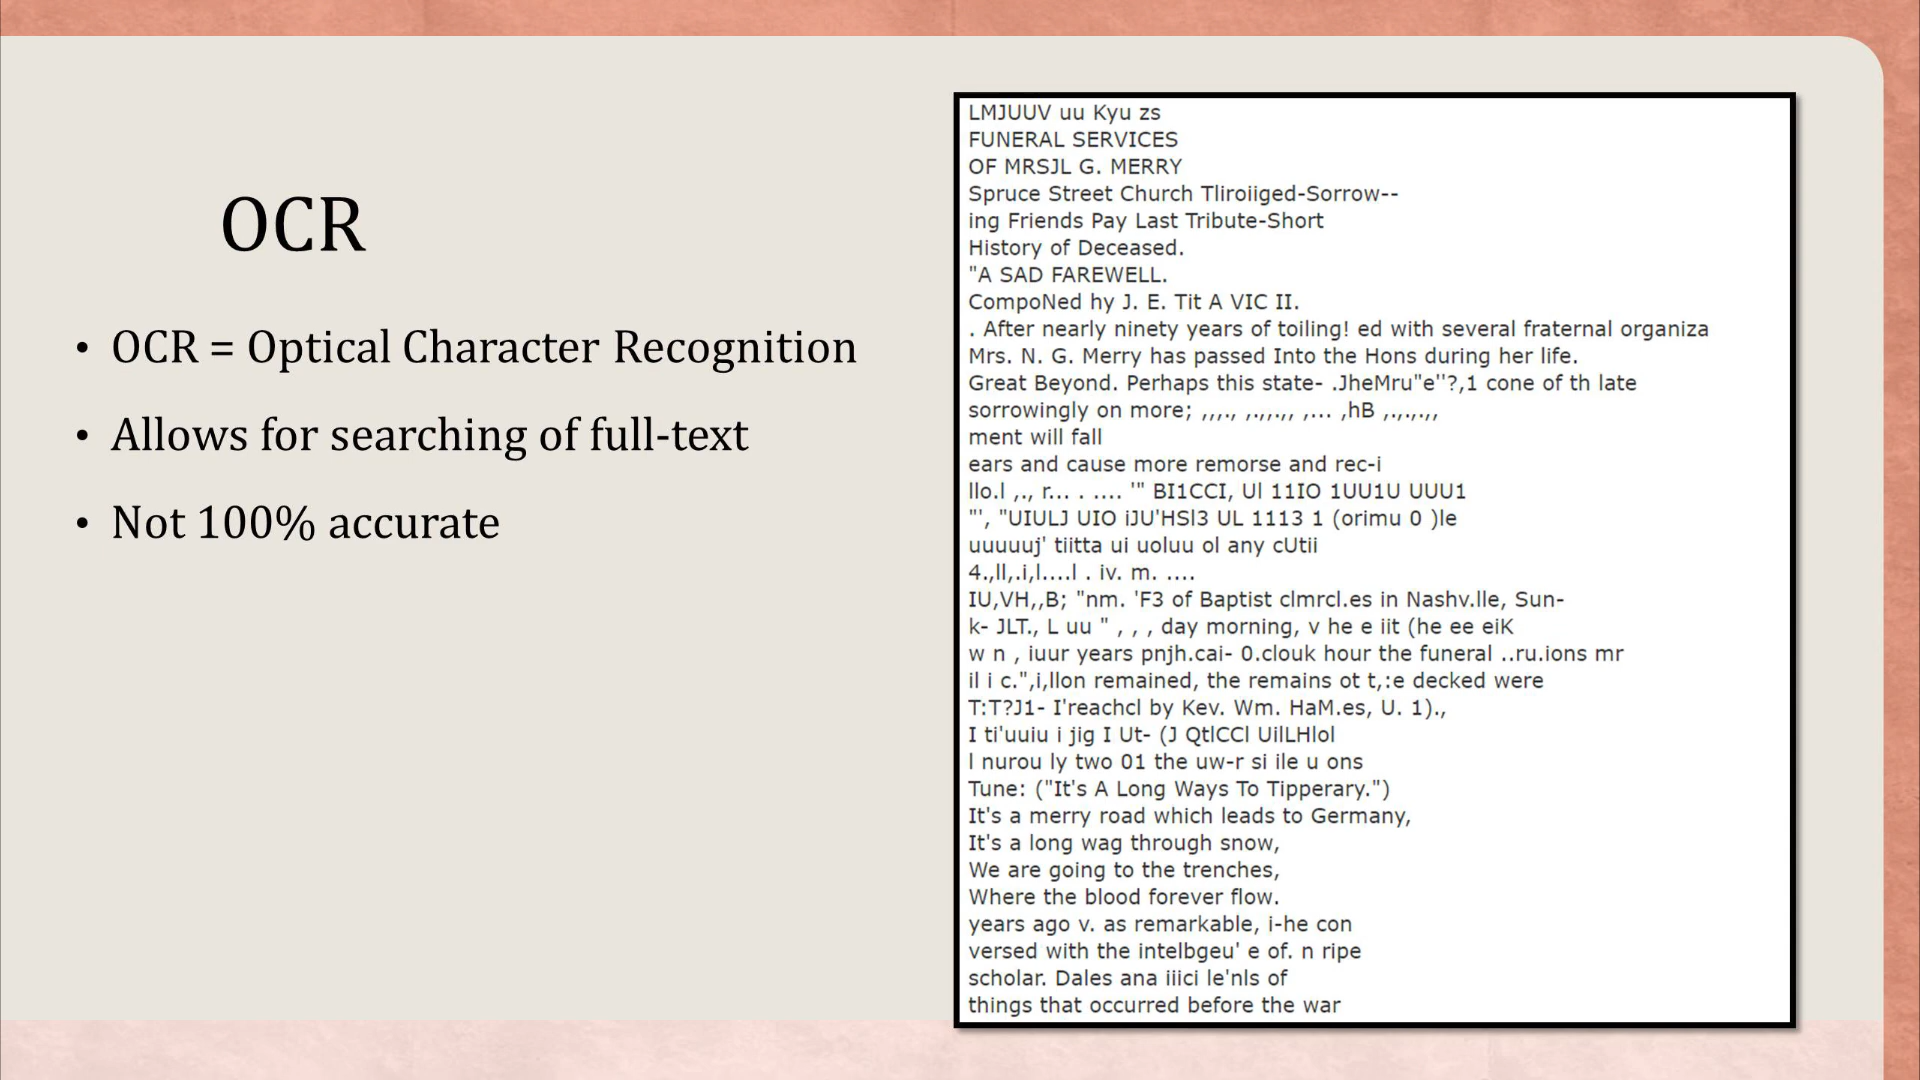 OCR
• OCR = Optical Character Recognition
• Allows for searching of full-text
• Not 100% accurate
LMJUUV uu Kyu zs
FUNERAL SERVICES
OF MRSJL G. MERRY
Spruce Street Church Tliroiiged-Sorrow--
ing Friends Pay Last Tribute-Short
History of Deceased.
"A SAD FAREWELL.
CompoNed hy J. E. Tit A VIC II.
. After nearly ninety years of toiling! ed with several fraternal organiza
Mrs. N. G. Merry has passed Into the Hons during her life.
Great Beyond. Perhaps this state- .JheMru"e''?,1 cone of th late
sorrowingly on more; ,,,., ,.,,.,, ,... ,hB ,.,.,.,,
ment will fall
ears and cause more remorse and rec-i
llo.l ,., r... . .... '" BI1CCI, Ul 11IO 1UU1U UUU1
"', "UIULJ UIO iJU'HSl3 UL 1113 1 (orimu 0 )le
uuuuuj' tiitta ui uoluu ol any cUtii
4.,ll,.i,l....l . iv. m. ....
IU,VH,,B; "nm. 'F3 of Baptist clmrcl.es in Nashv.lle, Sun-
k- JLT., L uu " , , , day morning, v he e iit (he ee eiK
w n , iuur years pnjh.cai- 0.clouk hour the funeral ..ru.ions mr
il i c.",i,llon remained, the remains ot t,:e decked were
T:T?J1- I'reachcl by Kev. Wm. HaM.es, U. 1).,
I ti'uuiu i jig I Ut- (J QtlCCl UilLHlol
l nurou ly two 01 the uw-r si ile u ons
Tune: ("It's A Long Ways To Tipperary.")
It's a merry road which leads to Germany,
It's a long wag through snow,
We are going to the trenches,
Where the blood forever flow.
years ago v. as remarkable, i-he con
versed with the intelbgeu' e of. n ripe
scholar. Dales ana iiici le'nls of
things that occurred before the war